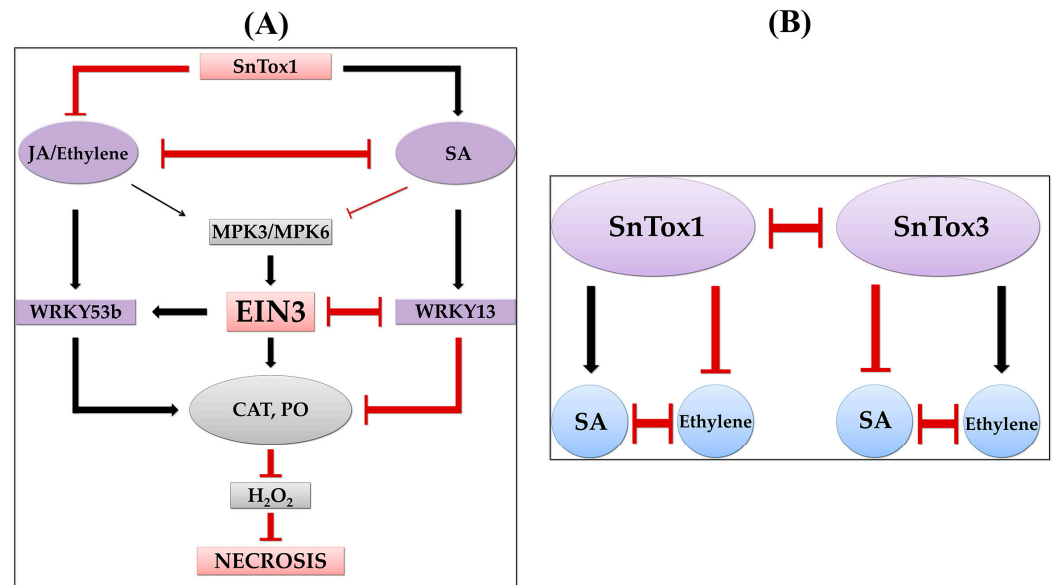 (A)
SnTox1
JA/Ethylene
SA
MPK3/MPK6
WRKY53b
EIN3
WRKY13
CAT, PO
H₂O₂
NECROSIS
(B)
SnTox1
SnTox3
SA
Ethylene
SA
Ethylene